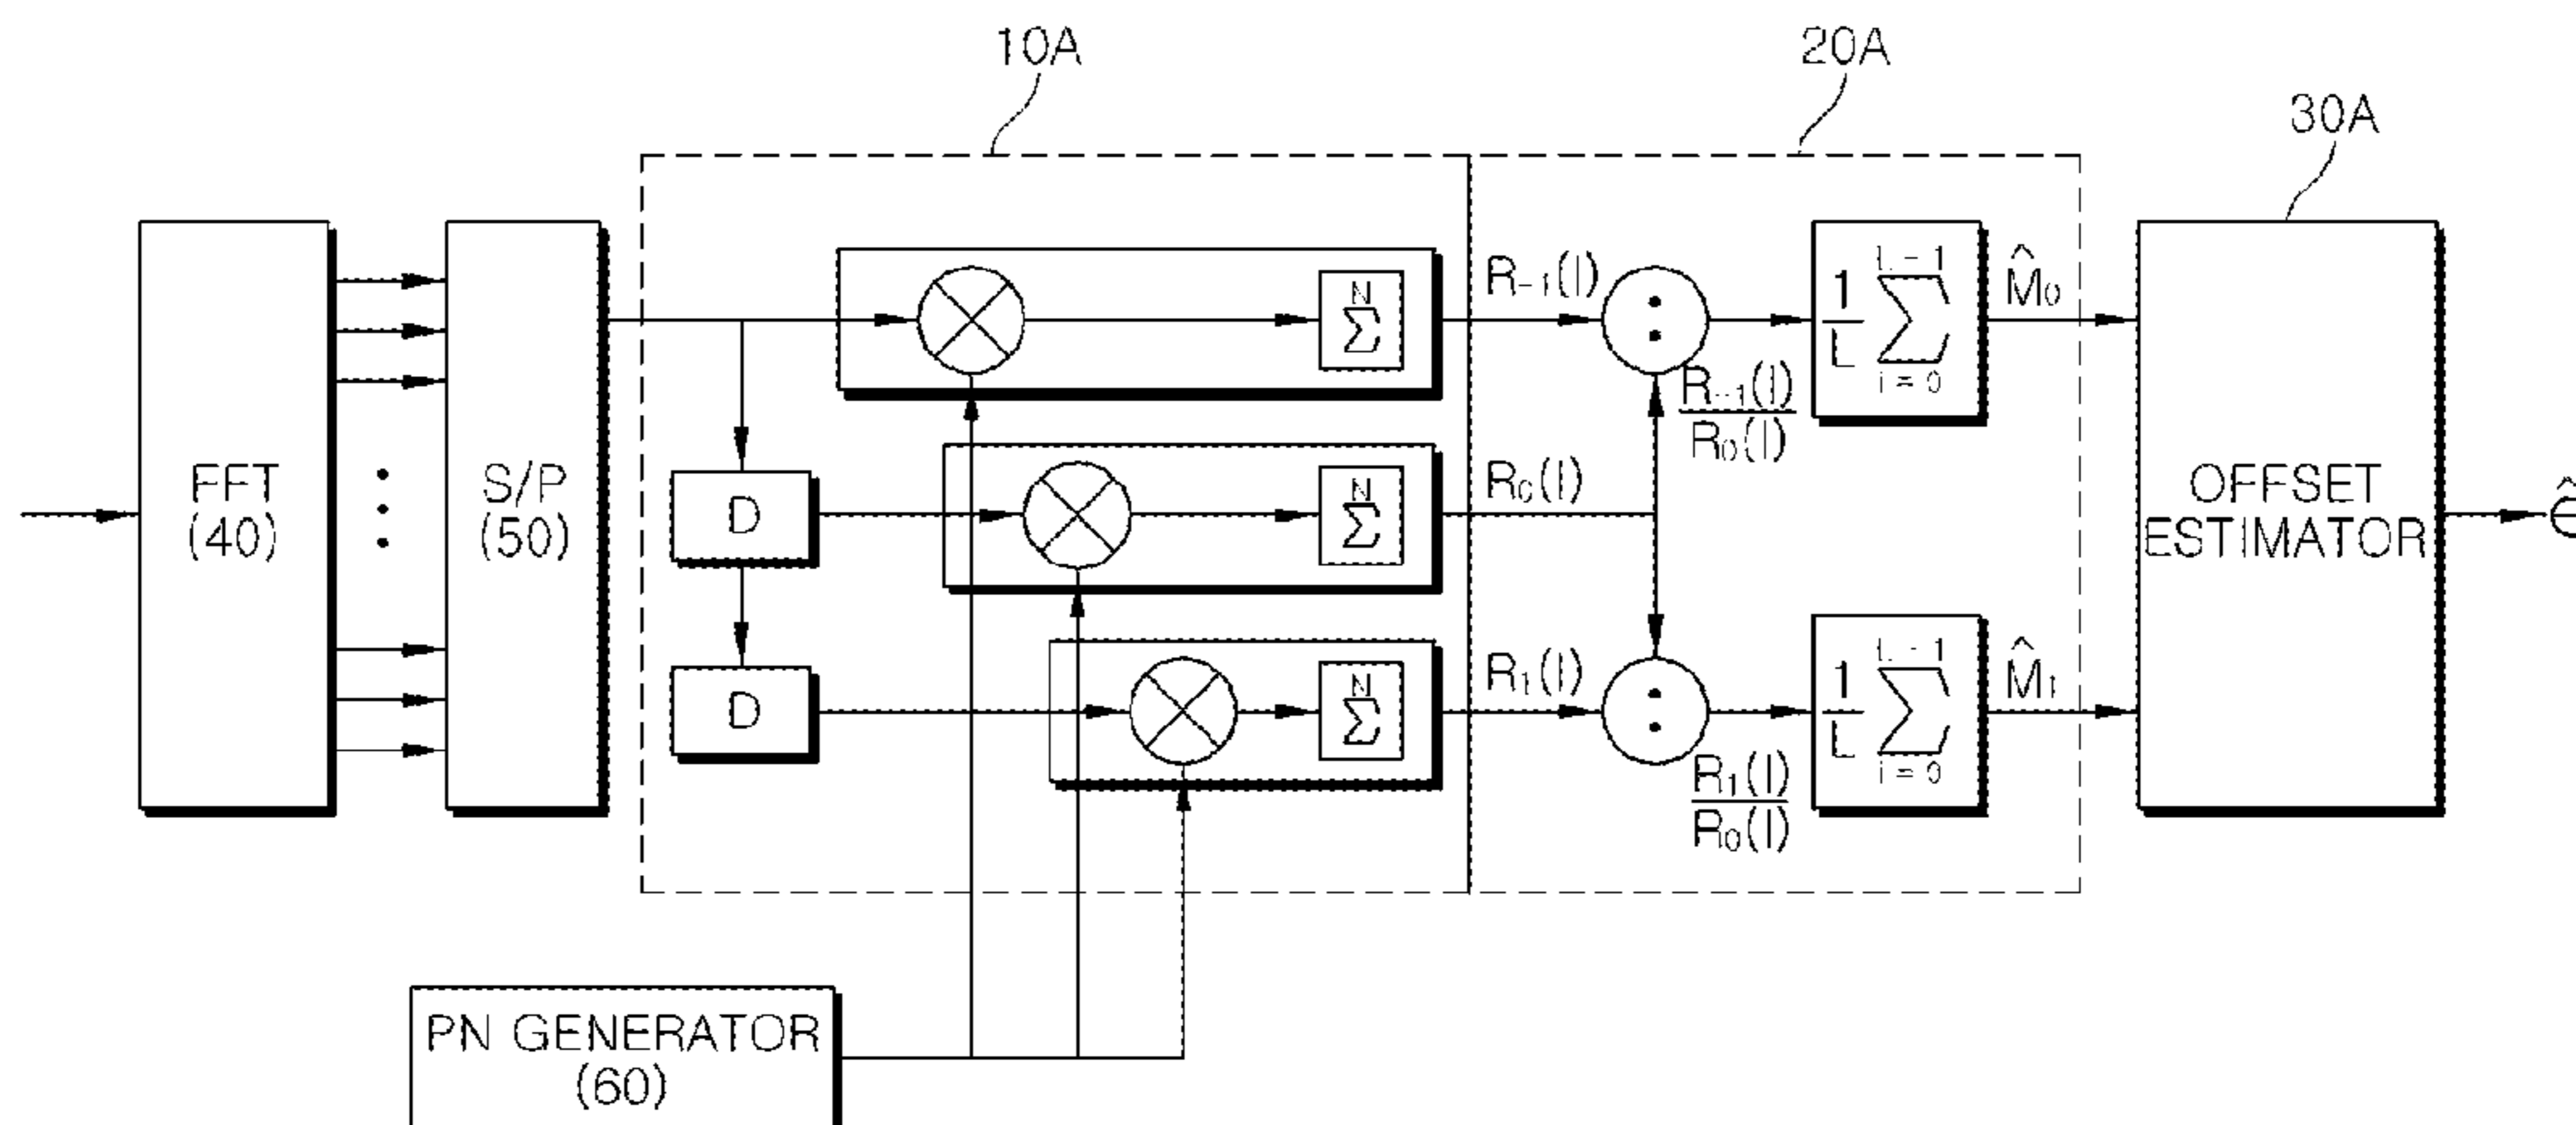 10A
20A
30A
FFT
(40)
S/P
(50)
D
D
N
Σ
N
Σ
N
Σ
R₋₁(l)
R₀(l)
R₁(l)
R₋₁(l)
R₀(l)
R₁(l)
R₀(l)
1
L
L - 1
Σ
i = 0
M̂₀
1
L
L - 1
Σ
i = 0
M̂₁
OFFSET
ESTIMATOR
PN GENERATOR
(60)